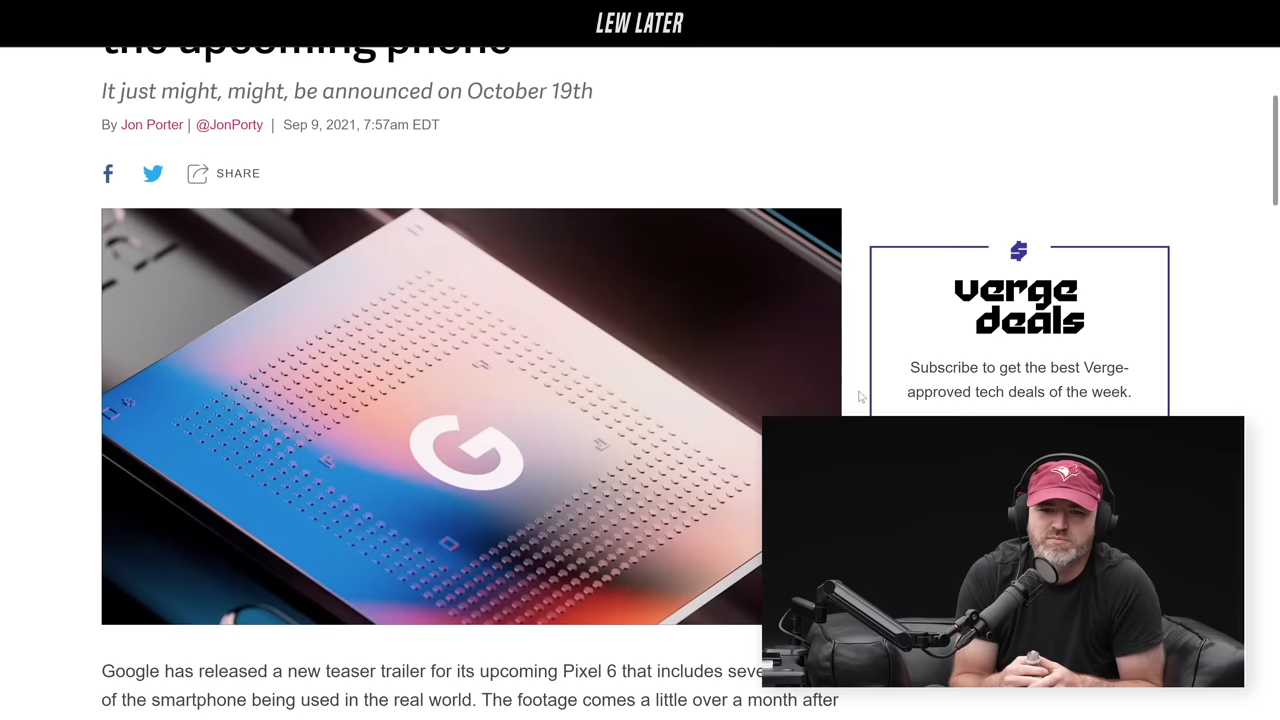 LEW LATER
the upcoming phone
It just might, might, be announced on October 19th
By Jon Porter | @JonPorty | Sep 9, 2021, 7:57am EDT
SHARE
G
$
verge
deals
Subscribe to get the best Verge-
approved tech deals of the week.
Google has released a new teaser trailer for its upcoming Pixel 6 that includes
of the smartphone being used in the real world. The footage comes a little over a month after